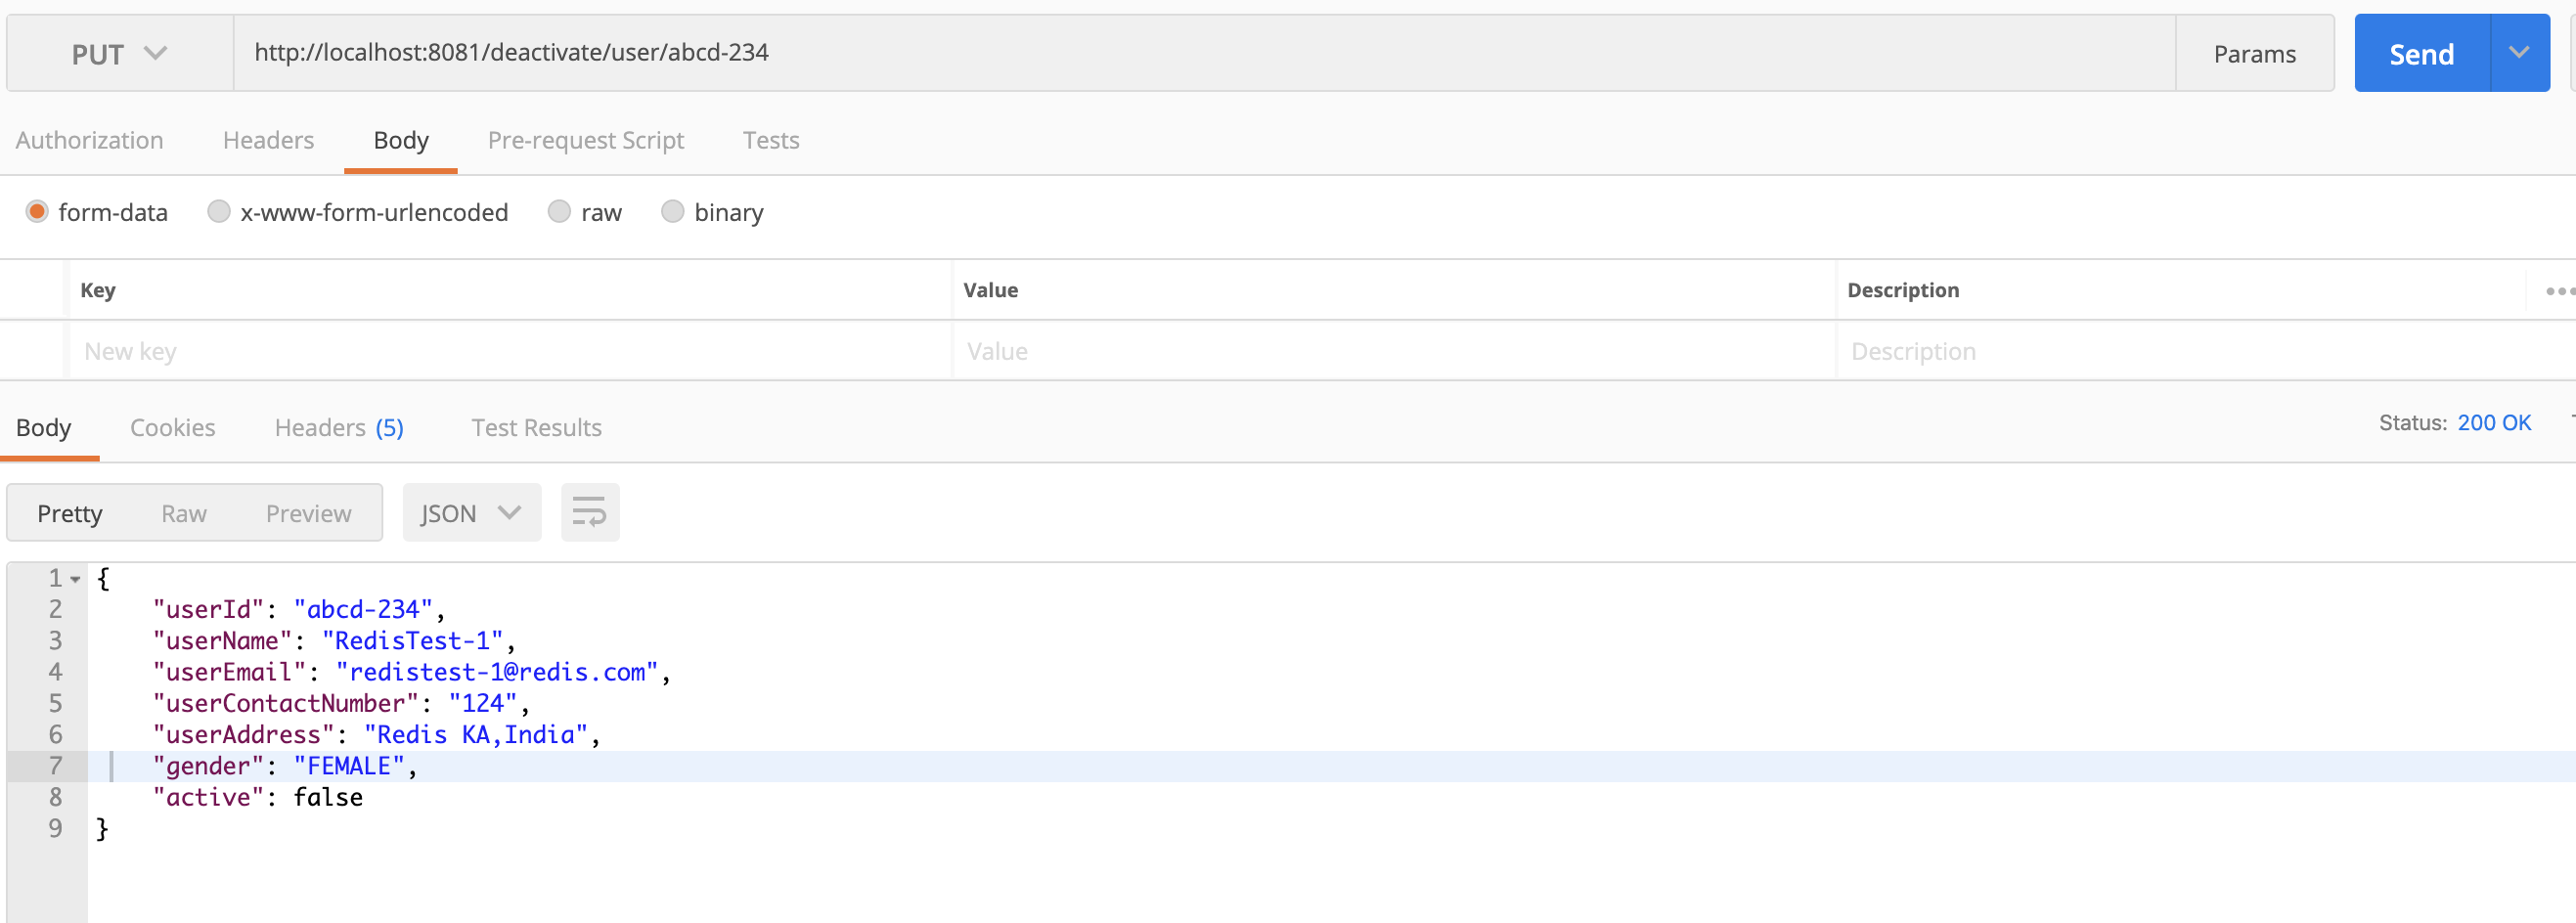 PUT http://localhost:8081/deactivate/user/abcd-234 Params Send
Authorization Headers Body Pre-request Script Tests
form-data x-www-form-urlencoded raw binary
Key Value Description
New key Value Description
Body Cookies Headers (5) Test Results Status: 200 OK
Pretty Raw Preview JSON
1 {
2 "userId": "abcd-234",
3 "userName": "RedisTest-1",
4 "userEmail": "redistest-1@redis.com",
5 "userContactNumber": "124",
6 "userAddress": "Redis KA,India",
7 "gender": "FEMALE",
8 "active": false
9 }